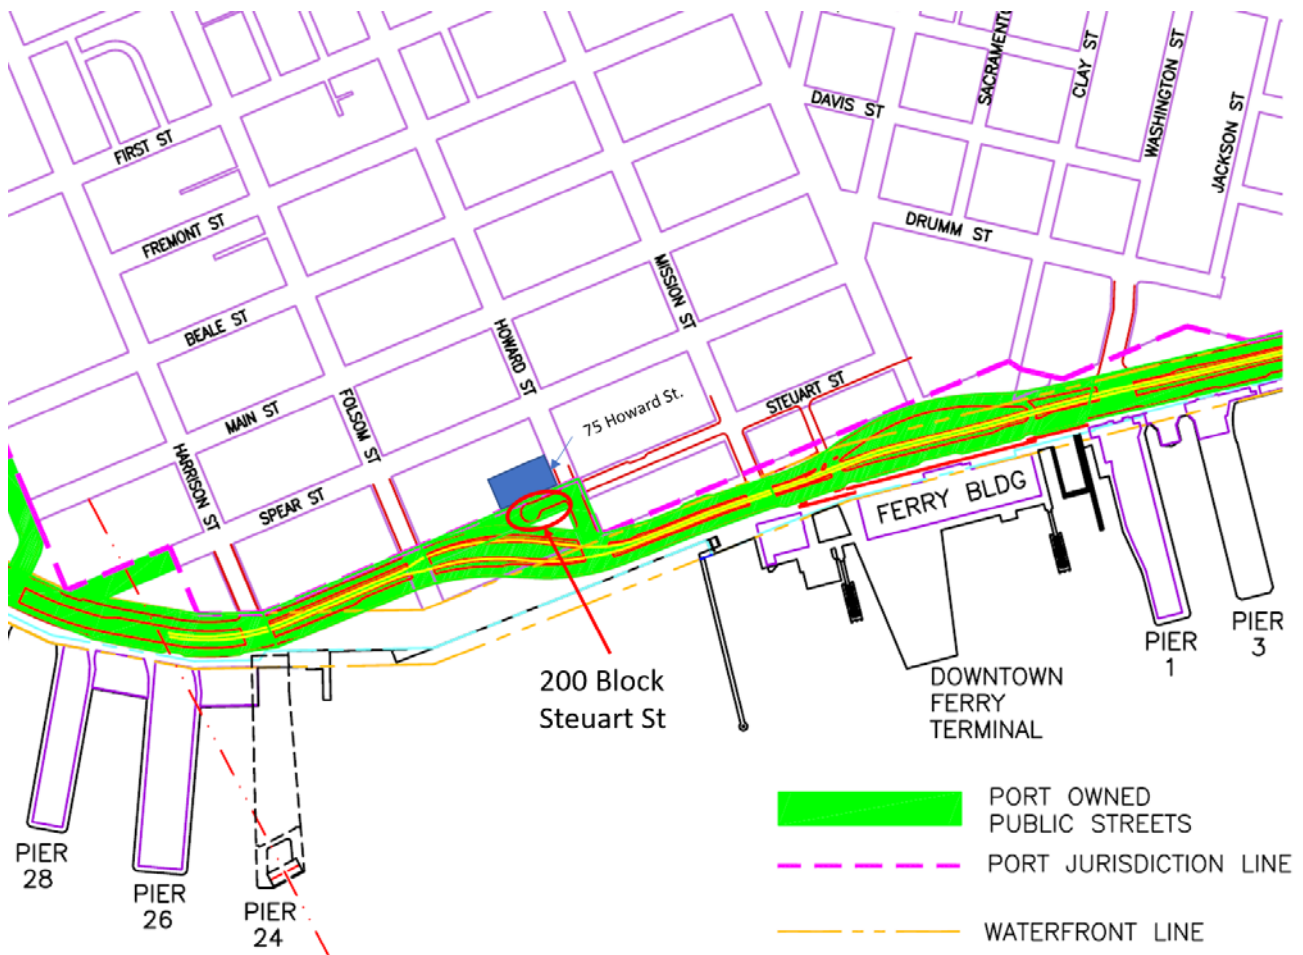 SACRAMENTO
CLAY ST
WASHINGTON ST
JACKSON ST
DAVIS ST
FIRST ST
FREMONT ST
DRUMM ST
MISSION ST
BEALE ST
HOWARD ST
STEUART ST
MAIN ST
FOLSOM ST
75 Howard St.
HARRISON ST
SPEAR ST
FERRY BLDG
200 Block
Steuart St
DOWNTOWN
FERRY
TERMINAL
PIER
1
PIER
3
PIER
28
PIER
26
PIER
24
PORT OWNED
PUBLIC STREETS
PORT JURISDICTION LINE
WATERFRONT LINE